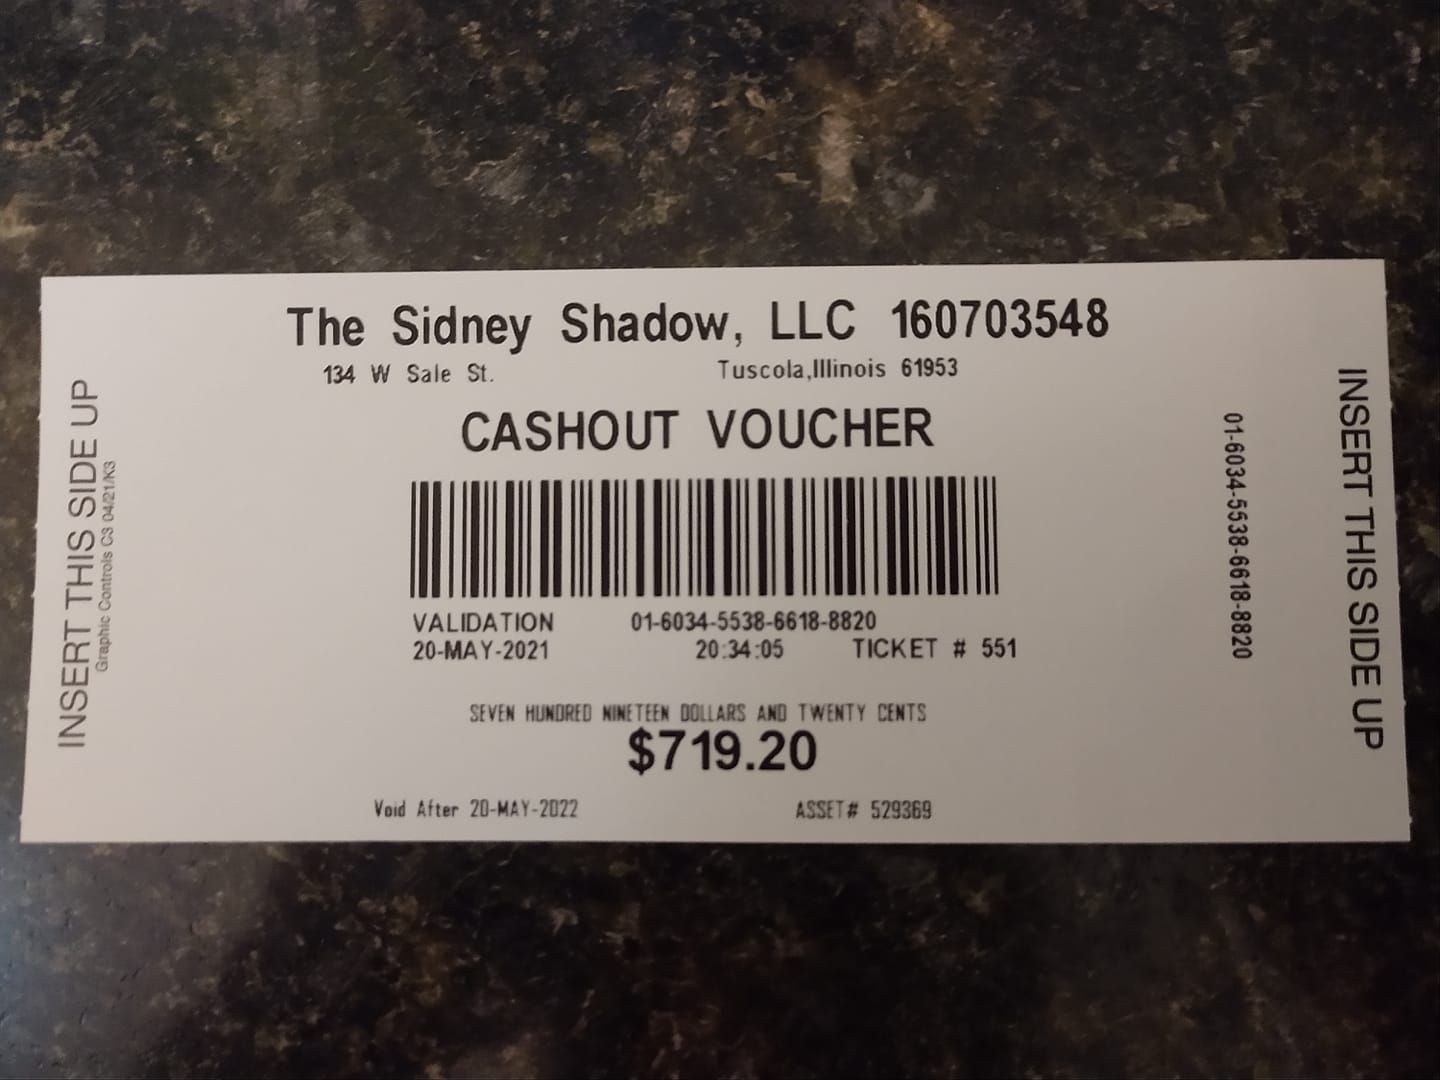 The Sidney Shadow, LLC 160703548
134 W Sale St. Tuscola,Illinois 61953
CASHOUT VOUCHER
VALIDATION 01-6034-5538-6618-8820
20-MAY-2021 20:34:05 TICKET # 551
SEVEN HUNDRED NINETEEN DOLLARS AND TWENTY CENTS
$719.20
Void After 20-MAY-2022 ASSET# 529369
INSERT THIS SIDE UP
Graphic Controls C3 04/21/K3
01-6034-5538-6618-8820
INSERT THIS SIDE UP